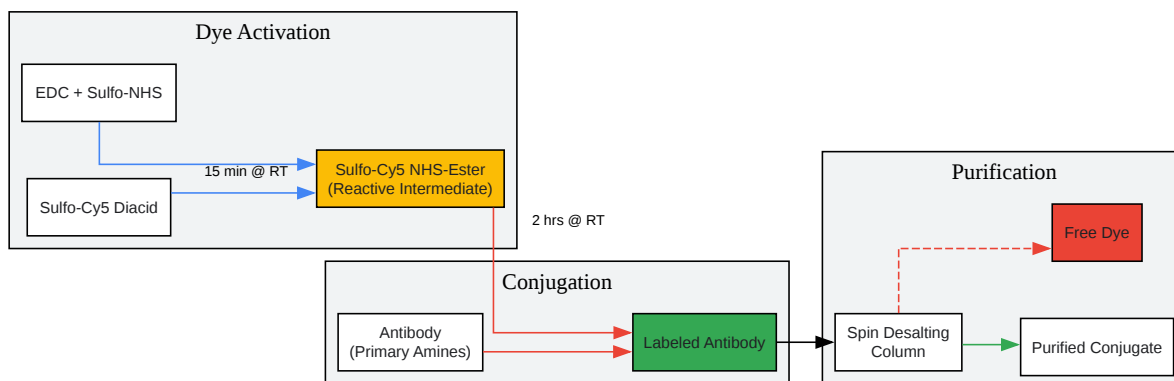 Dye Activation
EDC + Sulfo-NHS
15 min @ RT
Sulfo-Cy5 NHS-Ester
(Reactive Intermediate)
Sulfo-Cy5 Diacid
2 hrs @ RT
Conjugation
Antibody
(Primary Amines)
Labeled Antibody
Purification
Free Dye
Spin Desalting
Column
Purified Conjugate